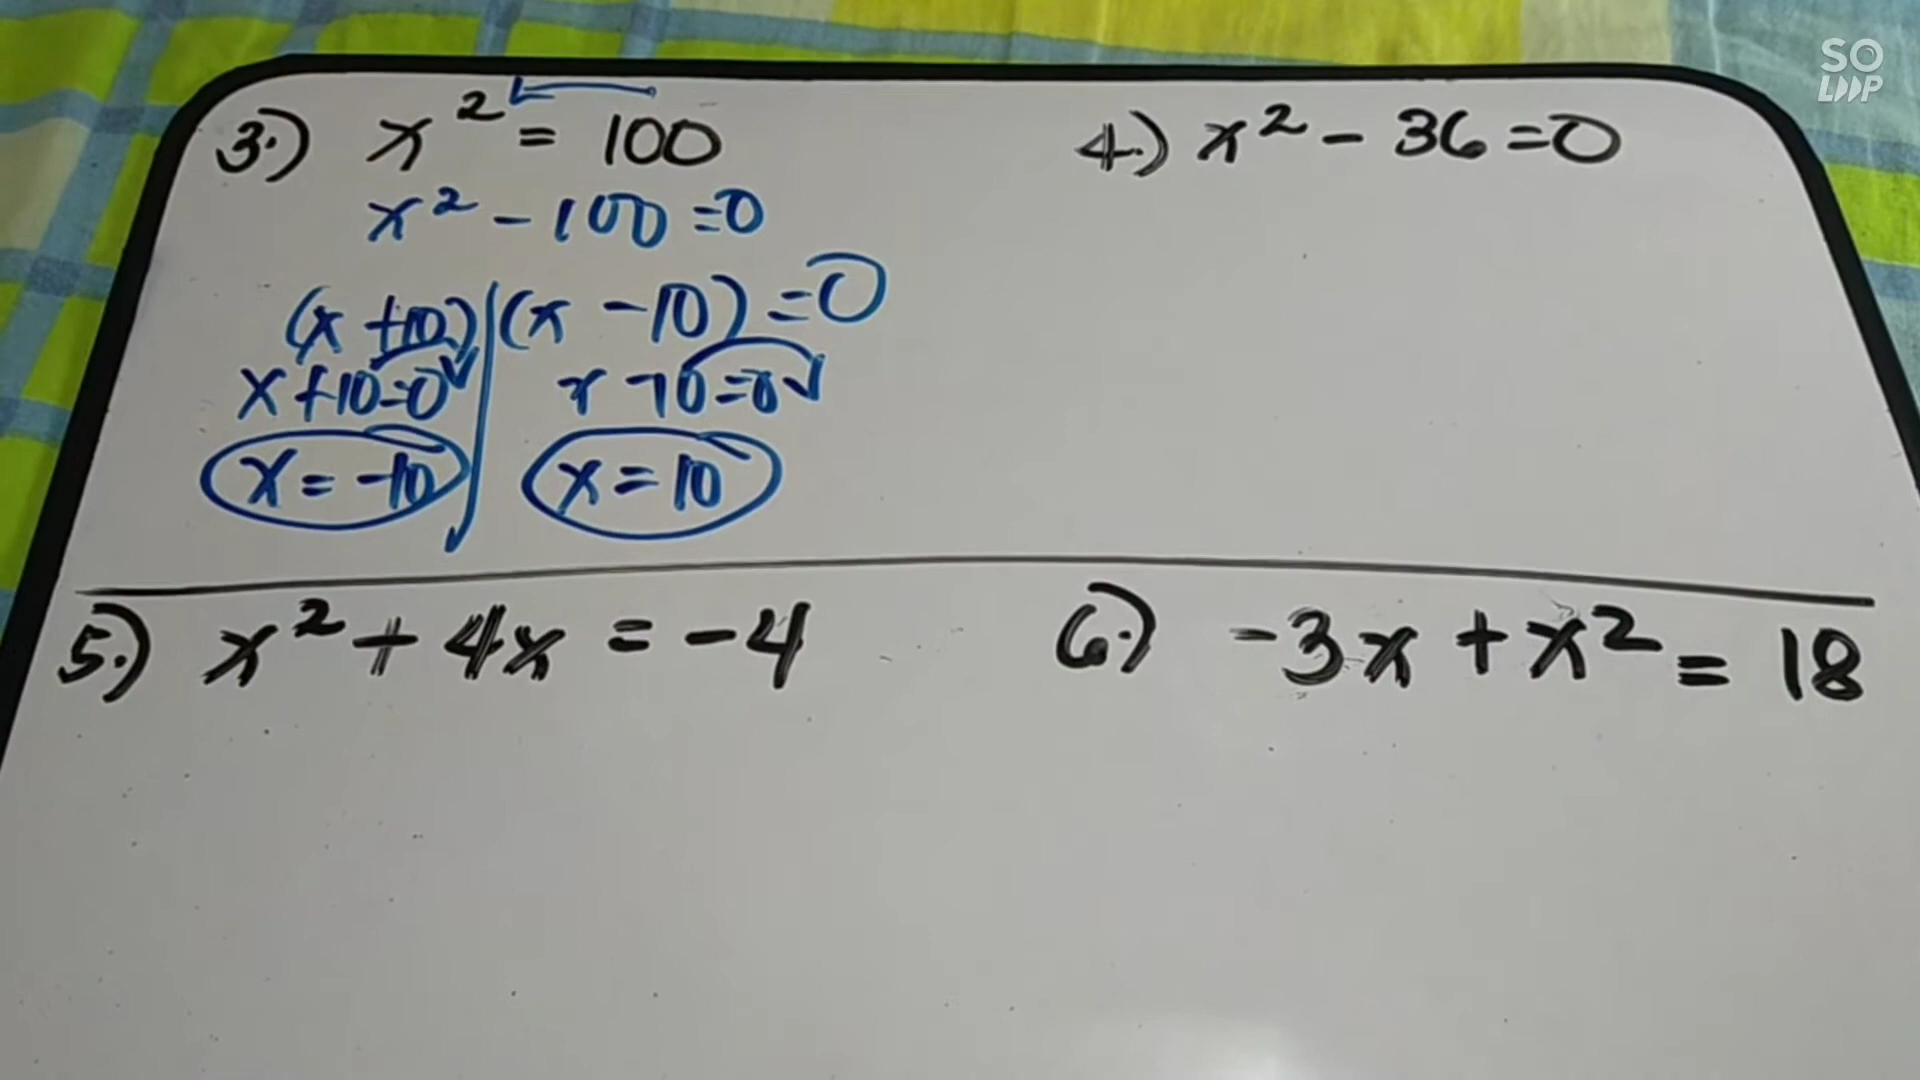 SO
LOOP
3.) x² = 100
x² - 100 = 0
(x + 10) (x - 10) = 0
x + 10 = 0 x - 10 = 0
x = -10 x = 10
4.) x² - 36 = 0
5.) x² + 4x = -4
6.) -3x + x² = 18